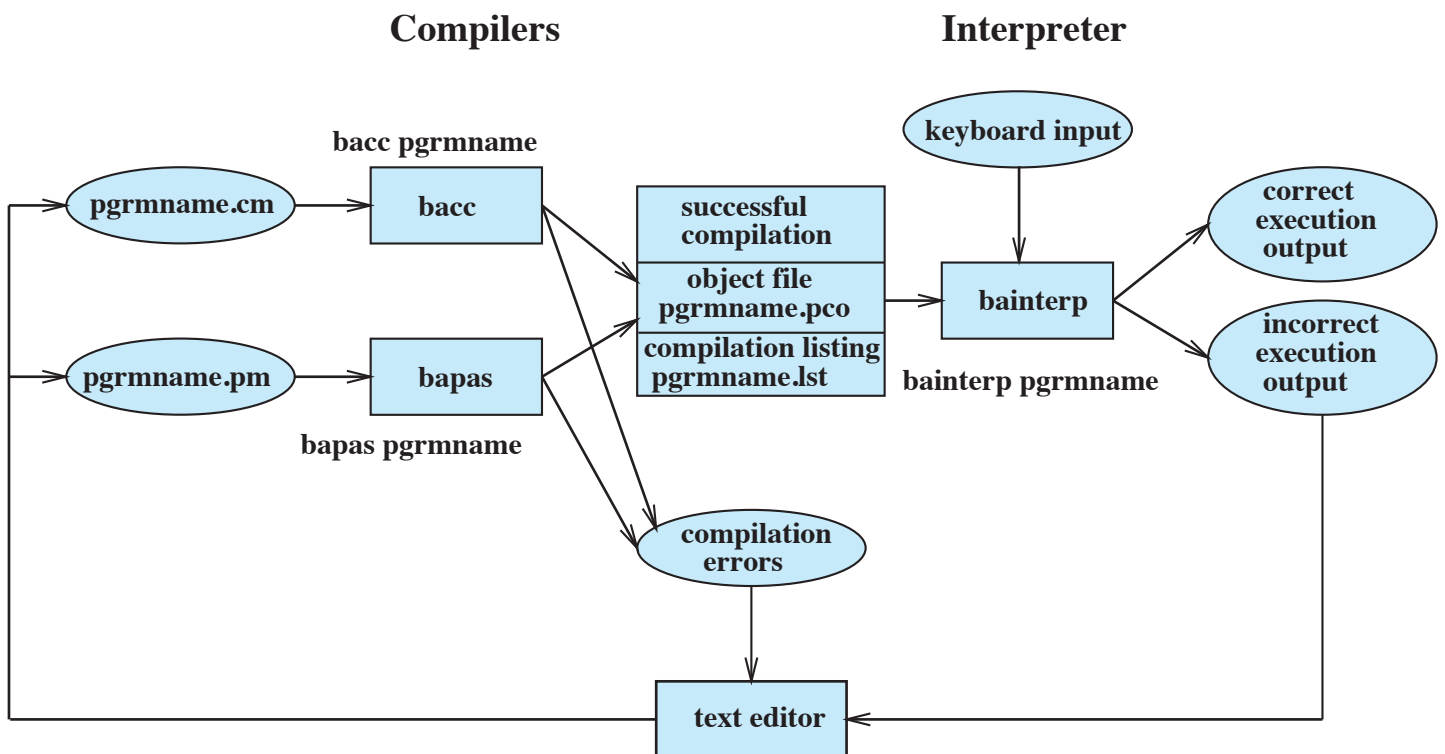 Compilers
Interpreter
keyboard input
bacc pgrmname
pgrmname.cm
bacc
successful
compilation
object file
pgrmname.pco
compilation listing
pgrmname.lst
correct
execution
output
bainterp
incorrect
execution
output
bainterp pgrmname
pgrmname.pm
bapas
bapas pgrmname
compilation
errors
text editor